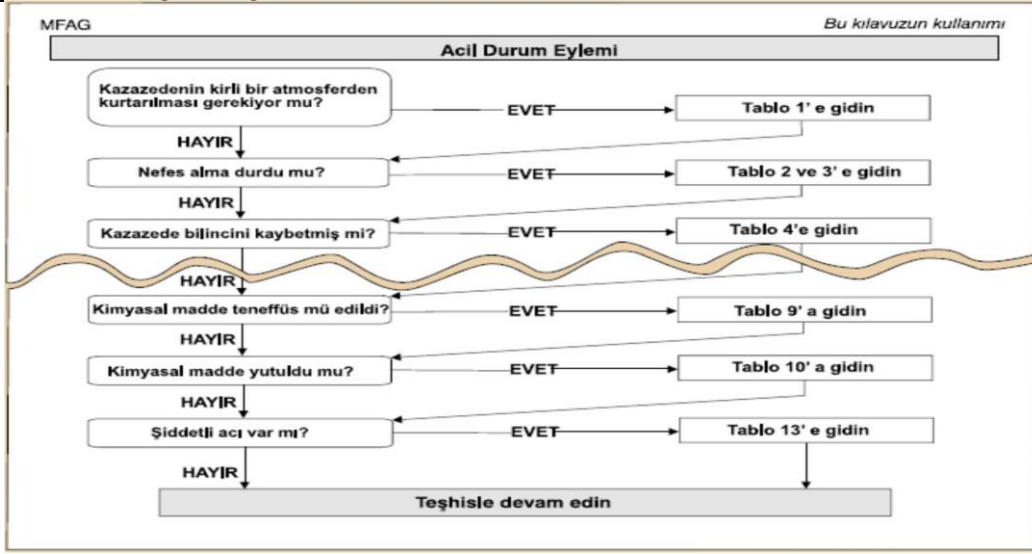 MFAG
Bu kılavuzun kullanımı
Acil Durum Eylemi
Kazazedenin kirli bir atmosferden
kurtarılması gerekiyor mu?
EVET
Tablo 1' e gidin
HAYIR
Nefes alma durdu mu?
EVET
Tablo 2 ve 3' e gidin
HAYIR
Kazazede bilincini kaybetmiş mi?
EVET
Tablo 4'e gidin
HAYIR
Kimyasal madde teneffüs mü edildi?
EVET
Tablo 9' a gidin
HAYIR
Kimyasal madde yutuldu mu?
EVET
Tablo 10' a gidin
HAYIR
Şiddetli acı var mı?
EVET
Tablo 13' e gidin
HAYIR
Teşhisle devam edin